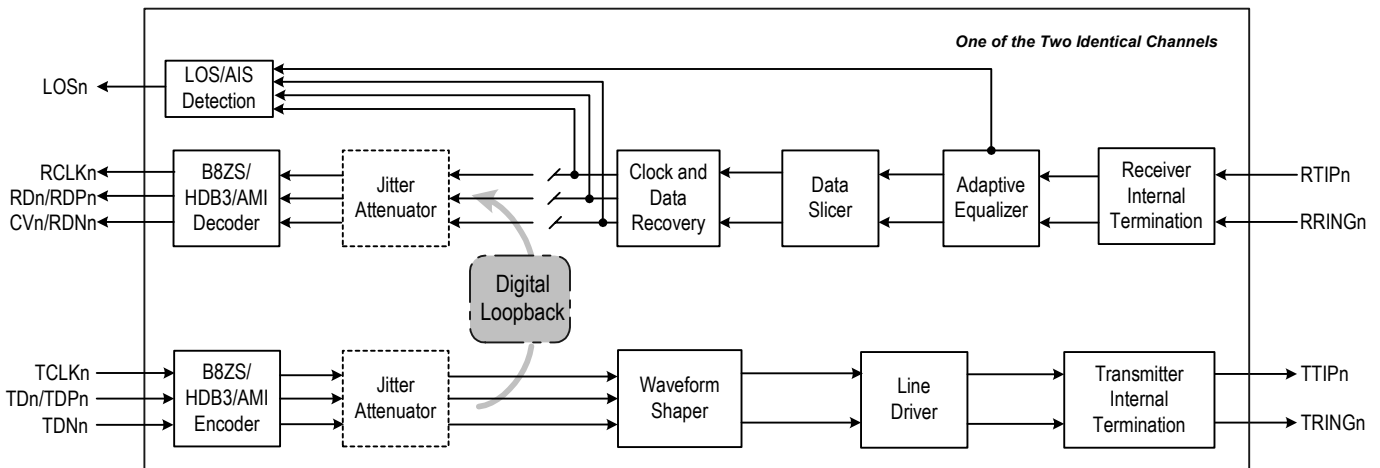 One of the Two Identical Channels
LOSn
LOS/AIS
Detection
RCLKn
RDn/RDPn
CVn/RDNn
B8ZS/
HDB3/AMI
Decoder
Jitter
Attenuator
Clock and
Data
Recovery
Data
Slicer
Adaptive
Equalizer
Receiver
Internal
Termination
RTIPn
RRINGn
Digital
Loopback
TCLKn
TDn/TDPn
TDNn
B8ZS/
HDB3/AMI
Encoder
Jitter
Attenuator
Waveform
Shaper
Line
Driver
Transmitter
Internal
Termination
TTIPn
TRINGn